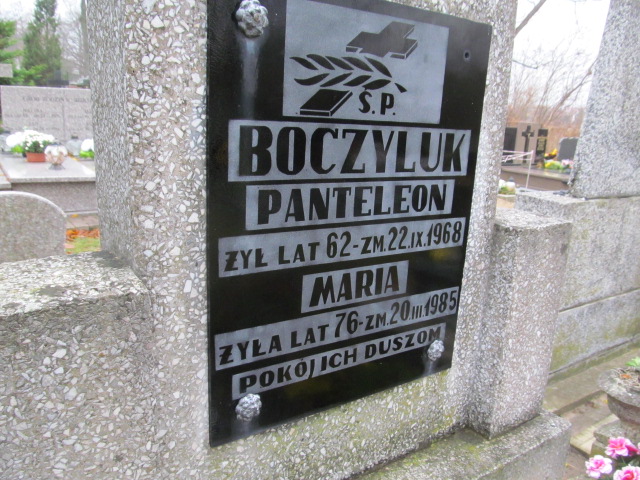 Ś.P.
BOCZYLUK
PANTELEON
ŻYŁ LAT 62-ZM. 22.IX.1968
MARIA
ŻYŁA LAT 76-ZM. 20.III.1985
POKÓJ ICH DUSZOM